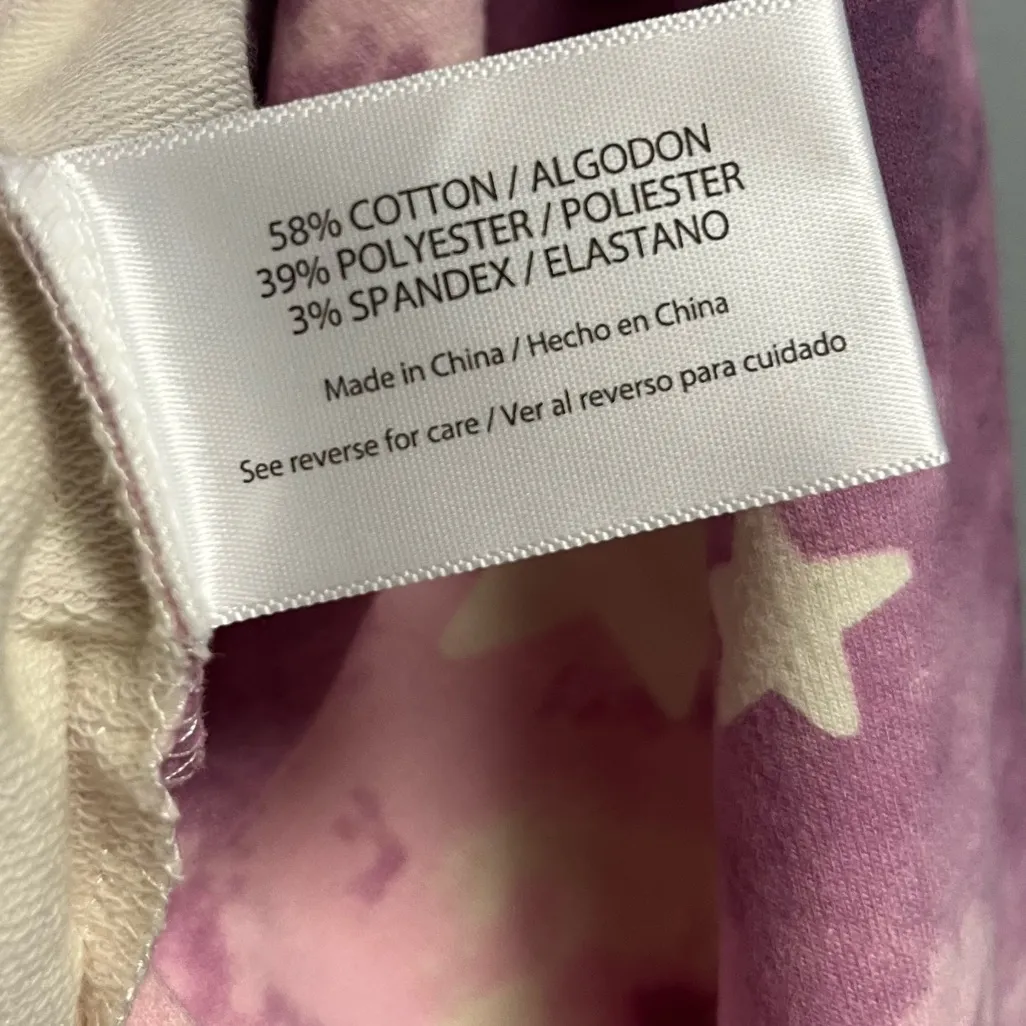 58% COTTON / ALGODON
39% POLYESTER / POLIESTER
3% SPANDEX / ELASTANO
Made in China / Hecho en China
See reverse for care / Ver al reverso para cuidado